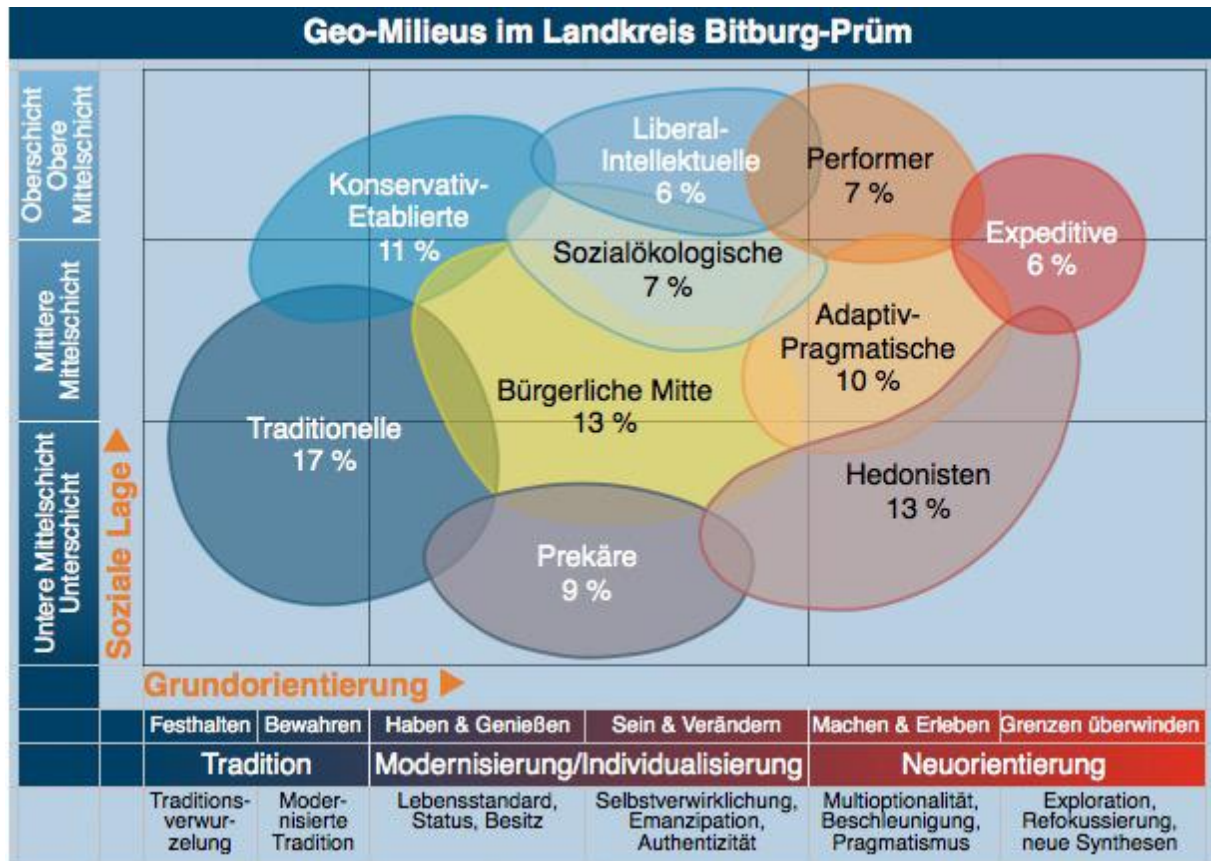 Geo-Milieus im Landkreis Bitburg-Prüm
Oberschicht
Obere
Mittelschicht
Mittlere
Mittelschicht
Untere Mittelschicht
Unterschicht
Soziale Lage
Konservativ-
Etablierte
11 %
Liberal-
Intellektuelle
6 %
Performer
7 %
Expeditive
6 %
Sozialökologische
7 %
Adaptiv-
Pragmatische
10 %
Bürgerliche Mitte
13 %
Traditionelle
17 %
Hedonisten
13 %
Prekäre
9 %
Grundorientierung
Festhalten Bewahren Haben & Genießen Sein & Verändern Machen & Erleben Grenzen überwinden
Tradition Modernisierung/Individualisierung Neuorientierung
Traditions-
verwur-
zelung
Moder-
nisierte
Tradition
Lebensstandard,
Status, Besitz
Selbstverwirklichung,
Emanzipation,
Authentizität
Multioptionalität,
Beschleunigung,
Pragmatismus
Exploration,
Refokussierung,
neue Synthesen